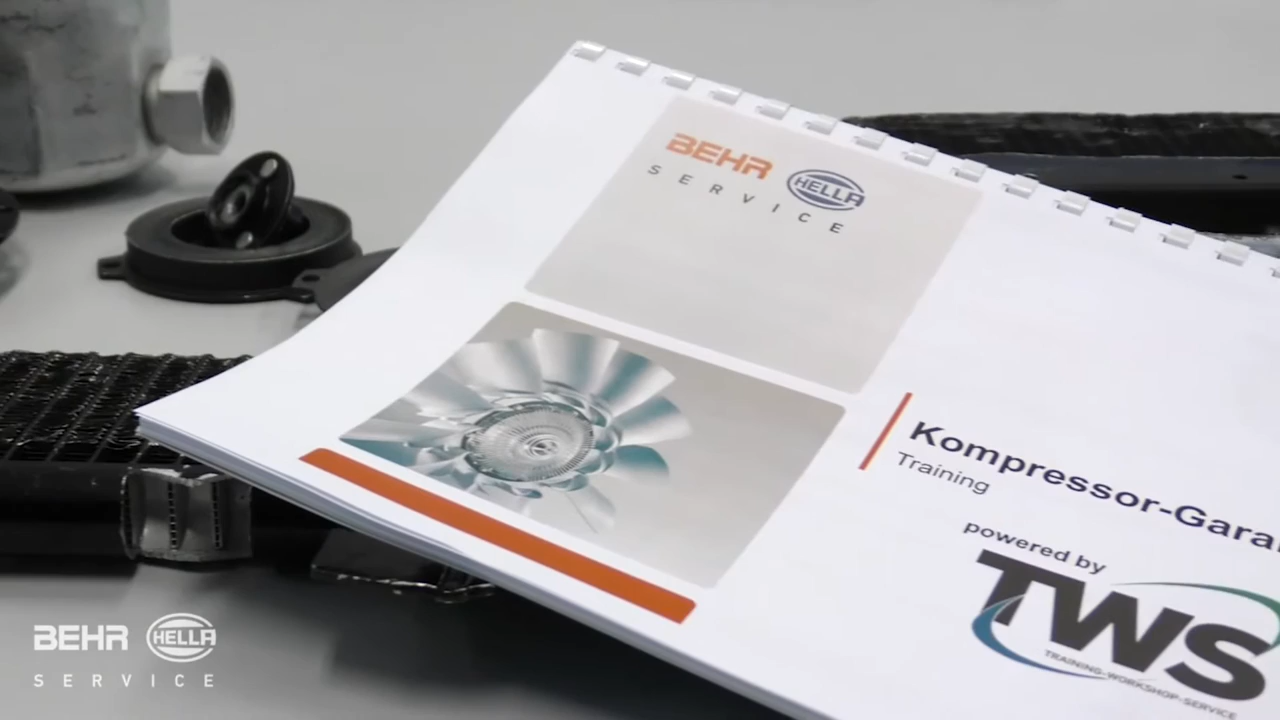 BEHR HELLA
SERVICE
Kompressor-Gara
Training
powered by
TWS
TRAINING-WORKSHOP-SERVICE
BEHR HELLA
SERVICE